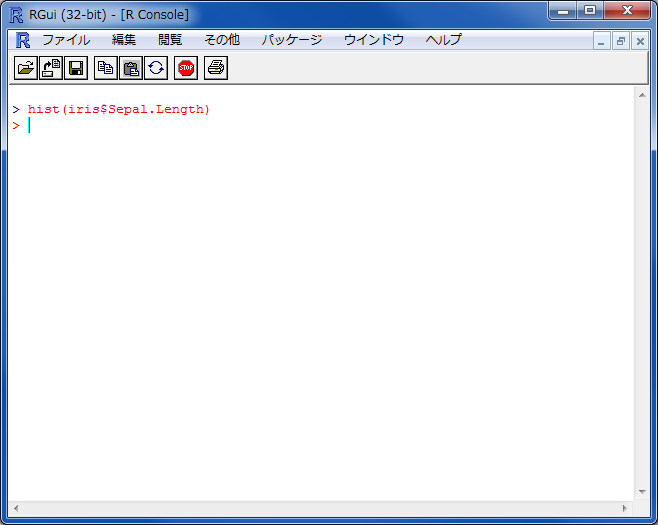 RGui (32-bit) - [R Console]
ファイル 編集 閲覧 その他 パッケージ ウインドウ ヘルプ
STOP
> hist(iris$Sepal.Length)
>